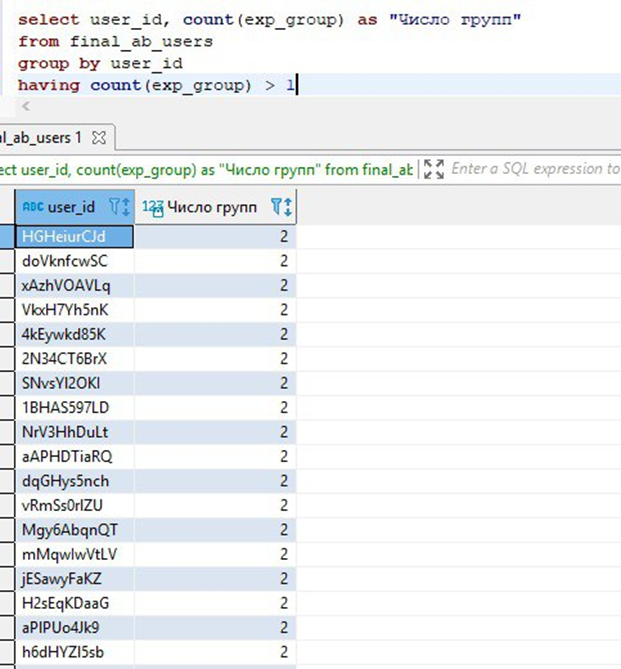 select user_id, count(exp_group) as "Число групп"
from final_ab_users
group by user_id
having count(exp_group) > 1
al_ab_users 1
ect user_id, count(exp_group) as "Число групп" from final_ab
Enter a SQL expression to
ABC user_id
123 Число групп
HGHeiurCJd 2
doVknfcwSC 2
xAzhVOAVLq 2
VkxH7Yh5nK 2
4kEywkd85K 2
2N34CT6BrX 2
SNvsYI2OKI 2
1BHAS597LD 2
NrV3HhDuLt 2
aAPHDTiaRQ 2
dqGHys5nch 2
vRmSs0rIZU 2
Mgy6AbqnQT 2
mMqwIwVtLV 2
jESawyFaKZ 2
H2sEqKDaaG 2
aPIPUo4Jk9 2
h6dHYZI5sb 2